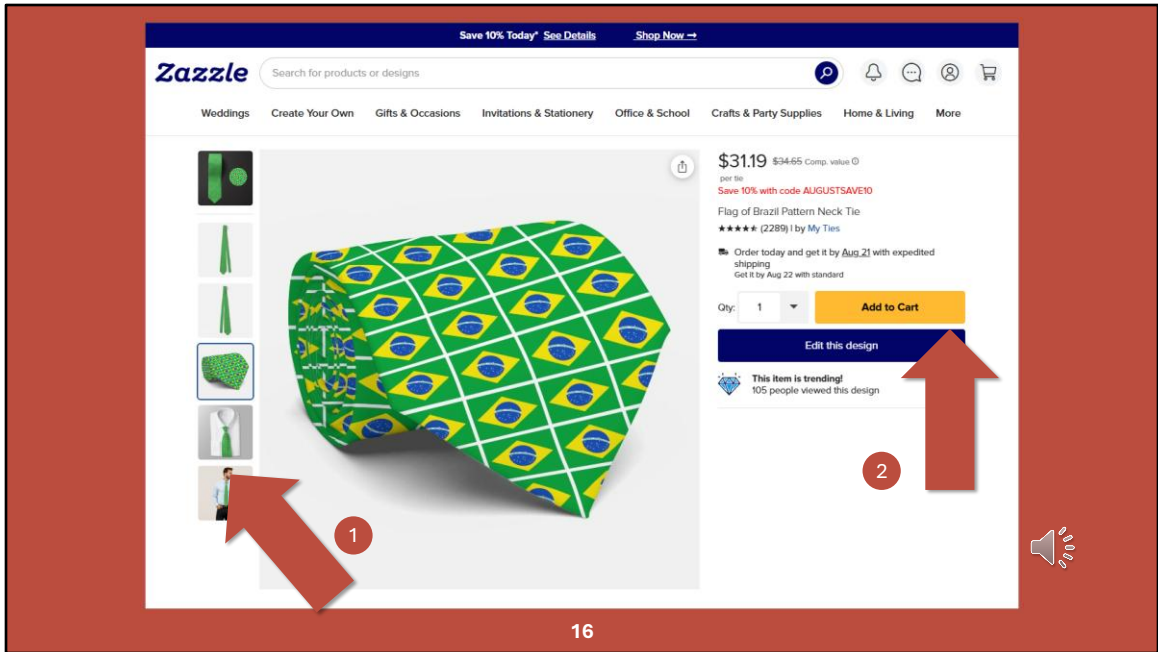 Save 10% Today* See Details Shop Now →
Zazzle
Search for products or designs
Weddings Create Your Own Gifts & Occasions Invitations & Stationery Office & School Crafts & Party Supplies Home & Living More
$31.19 $34.65 Comp. value
per tie
Save 10% with code AUGUSTSAVE10
Flag of Brazil Pattern Neck Tie
(2289) | by My Ties
Order today and get it by Aug 21 with expedited
shipping
Get it by Aug 22 with standard
Qty: 1 Add to Cart
Edit this design
This item is trending!
105 people viewed this design
2
1
16